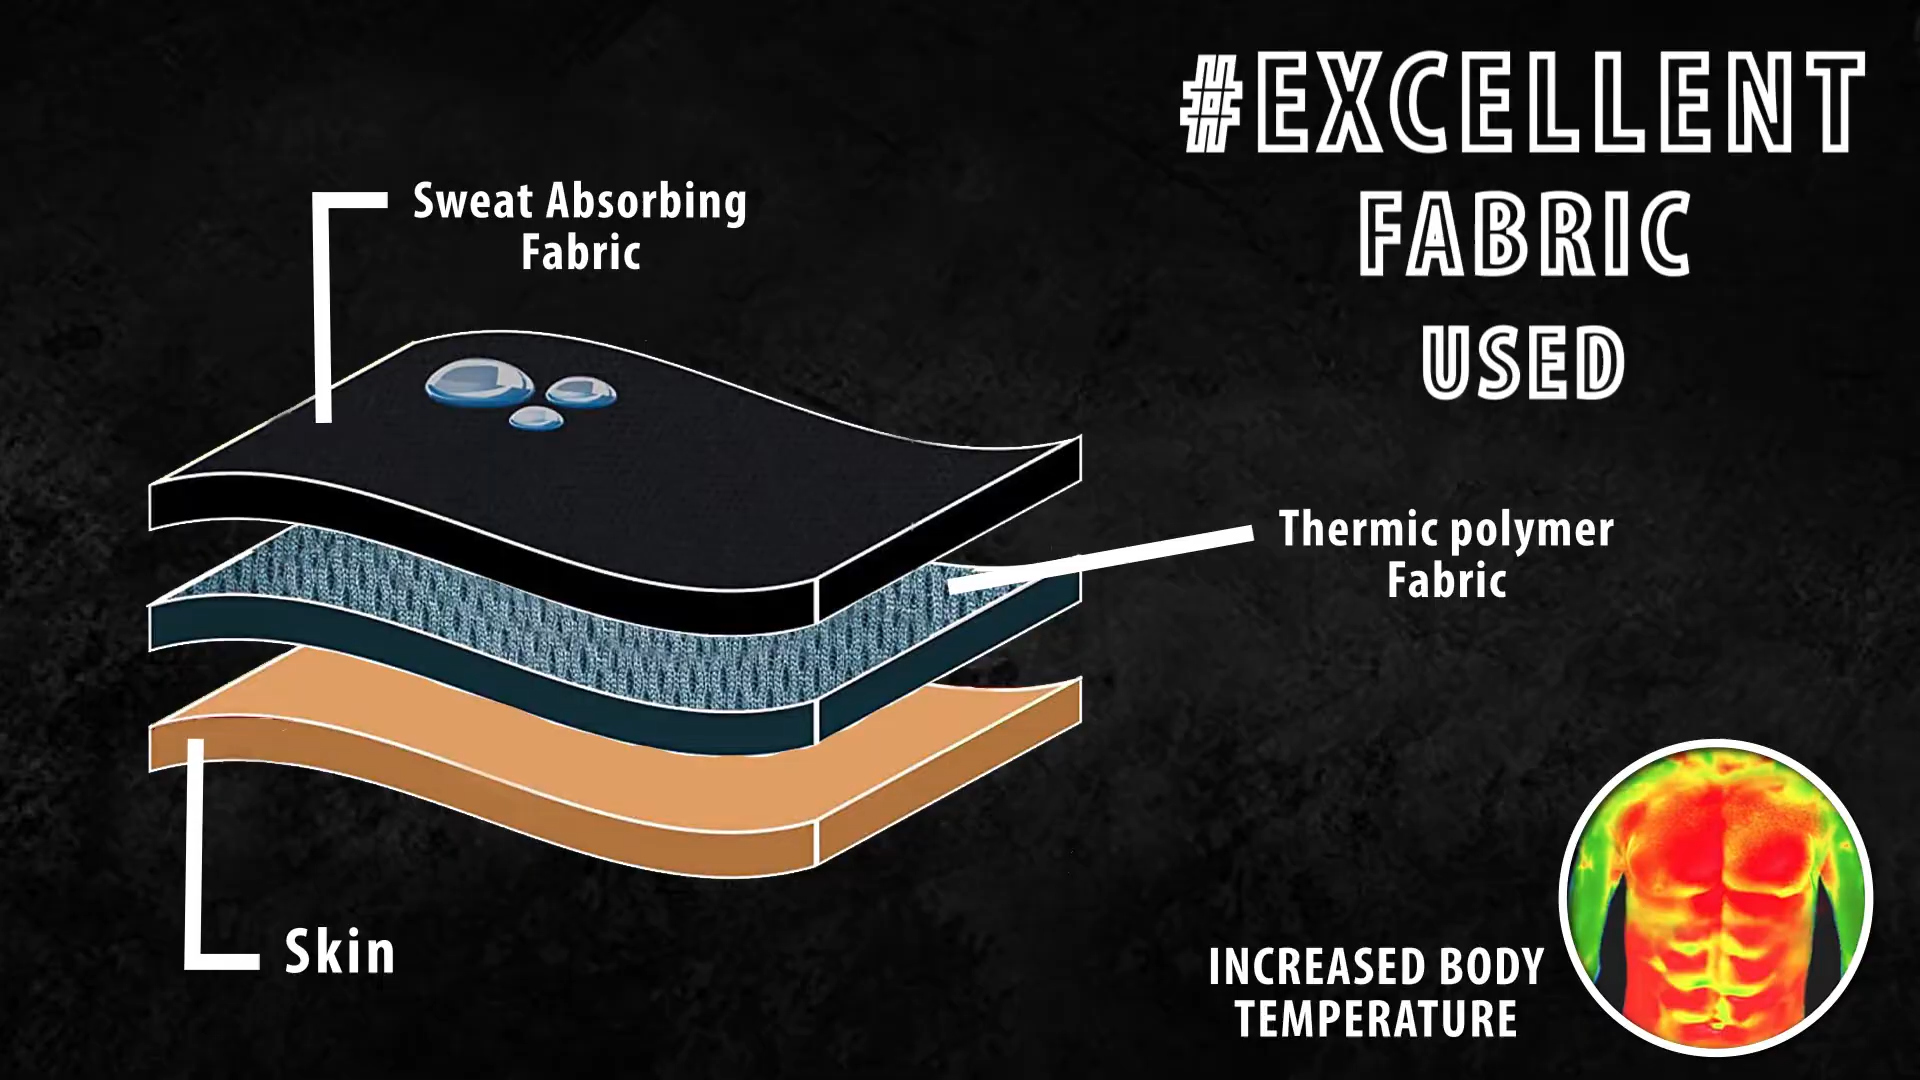 #EXCELLENT
FABRIC
USED
Sweat Absorbing
Fabric
Thermic polymer
Fabric
Skin
INCREASED BODY
TEMPERATURE